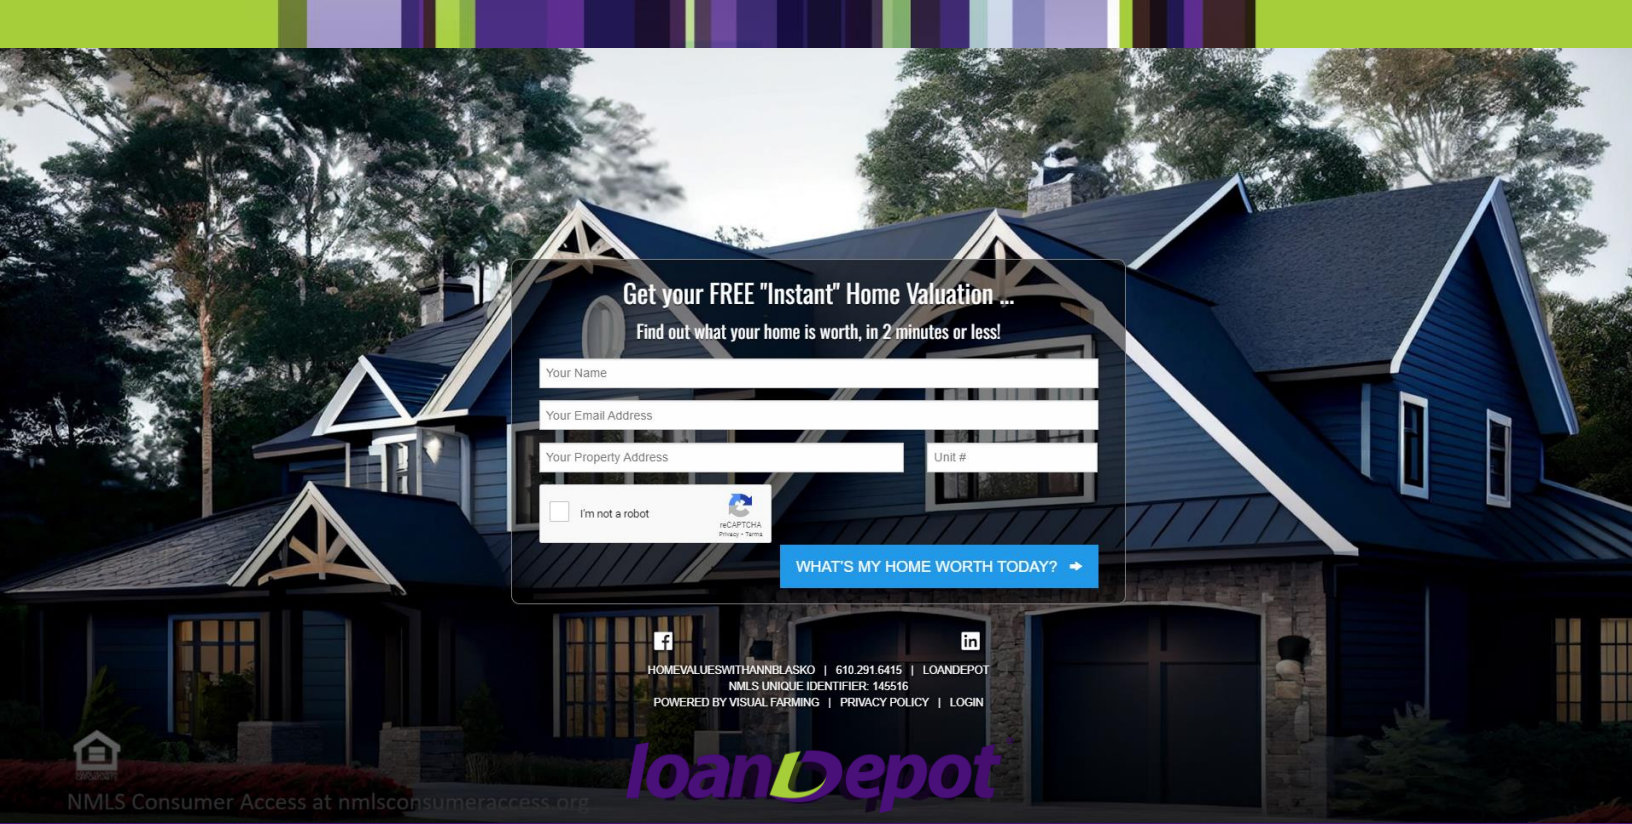 Get your FREE "Instant" Home Valuation ...
Find out what your home is worth, in 2 minutes or less!
Your Name
Your Email Address
Your Property Address
Unit #
I'm not a robot
reCAPTCHA
Privacy - Terms
WHAT'S MY HOME WORTH TODAY?
HOMEVALUESWITHANNBLASKO | 610.291.6415 | LOANDEPOT
NMLS UNIQUE IDENTIFIER: 145516
POWERED BY VISUAL FARMING | PRIVACY POLICY | LOGIN
loanDepot
NMLS Consumer Access at nmlsconsumeraccess.org